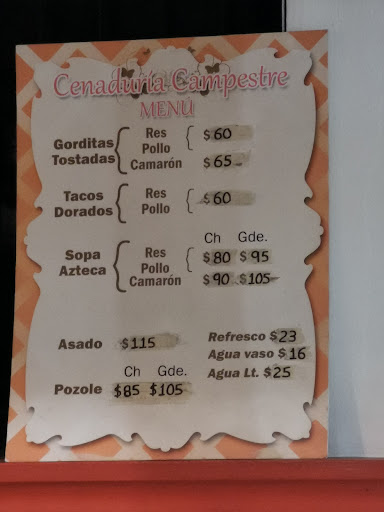 Cenaduría Campestre
MENÚ
Gorditas Tostadas
Res
Pollo
$60
Camarón $65
Tacos Dorados
Res
Pollo
$60
Ch Gde.
Sopa Azteca
Res
Pollo
$80 $95
Camarón $90 $105
Asado $115
Refresco $23
Agua vaso $16
Agua Lt. $25
Ch Gde.
Pozole $85 $105